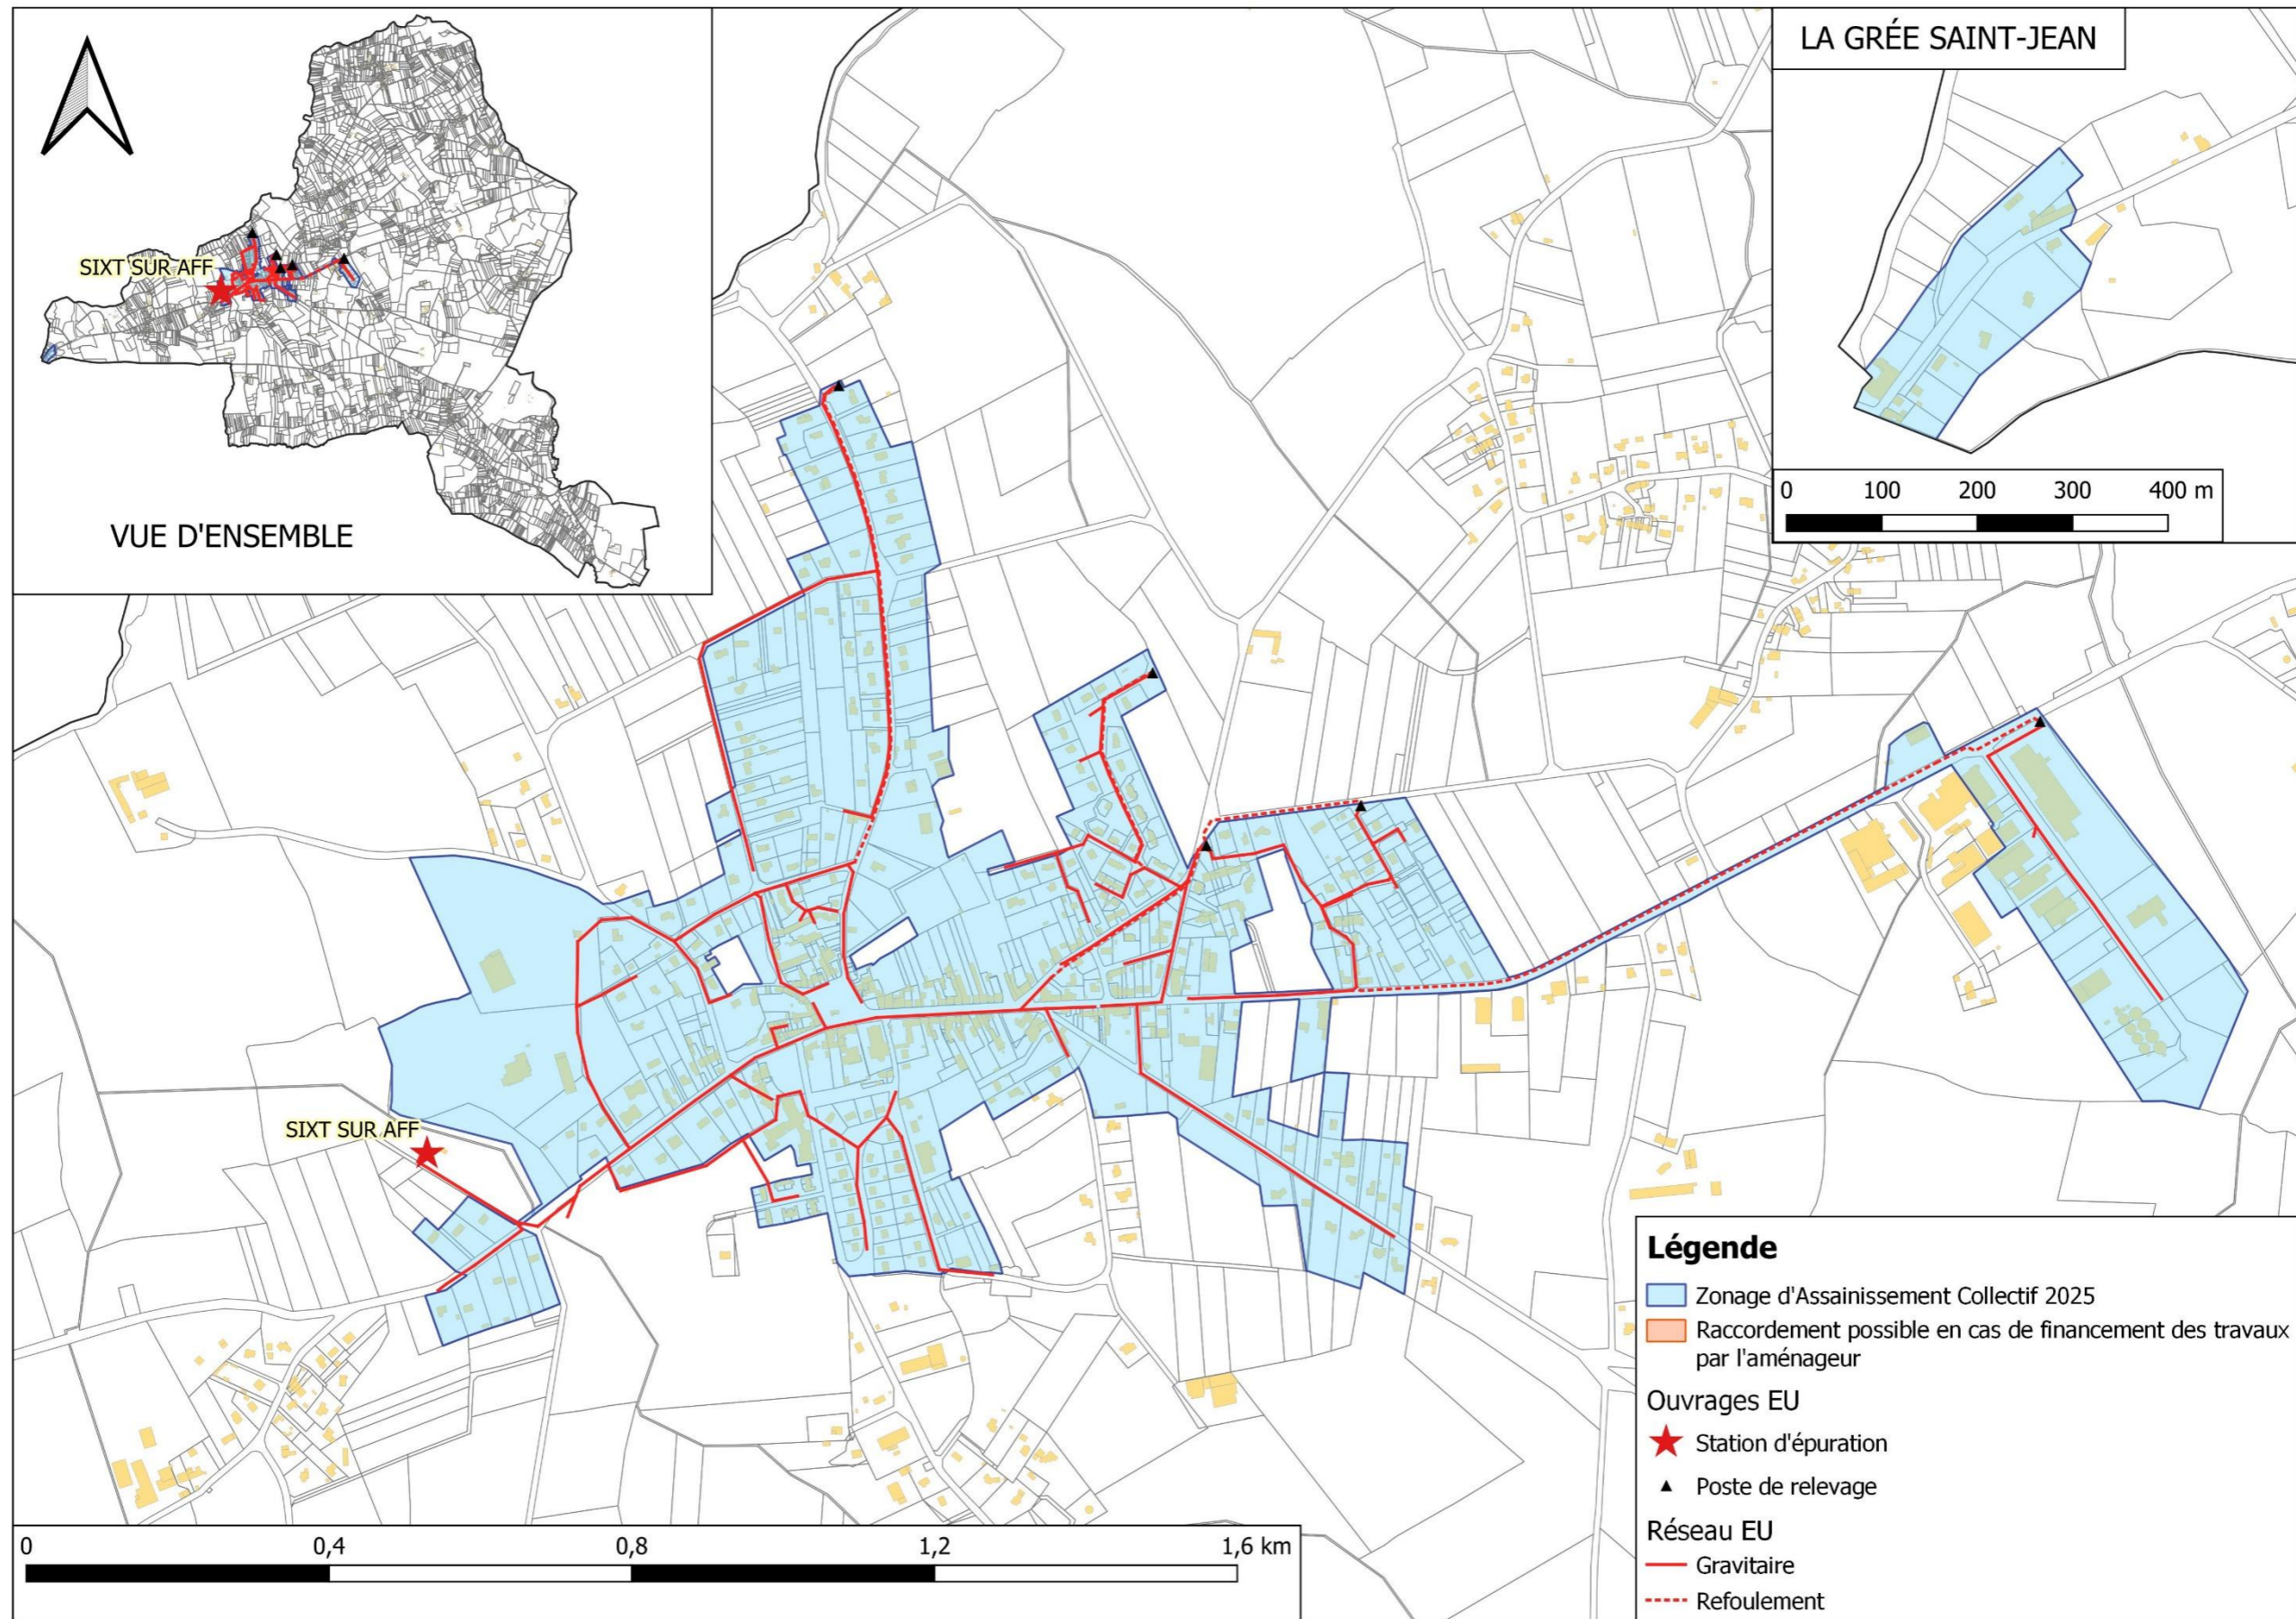 SIXT SUR AFF
VUE D'ENSEMBLE
LA GRÉE SAINT-JEAN
0 100 200 300 400 m
SIXT SUR AFF
0 0,4 0,8 1,2 1,6 km
Légende
Zonage d'Assainissement Collectif 2025
Raccordement possible en cas de financement des travaux
par l'aménageur
Ouvrages EU
Station d'épuration
Poste de relevage
Réseau EU
Gravitaire
Refoulement